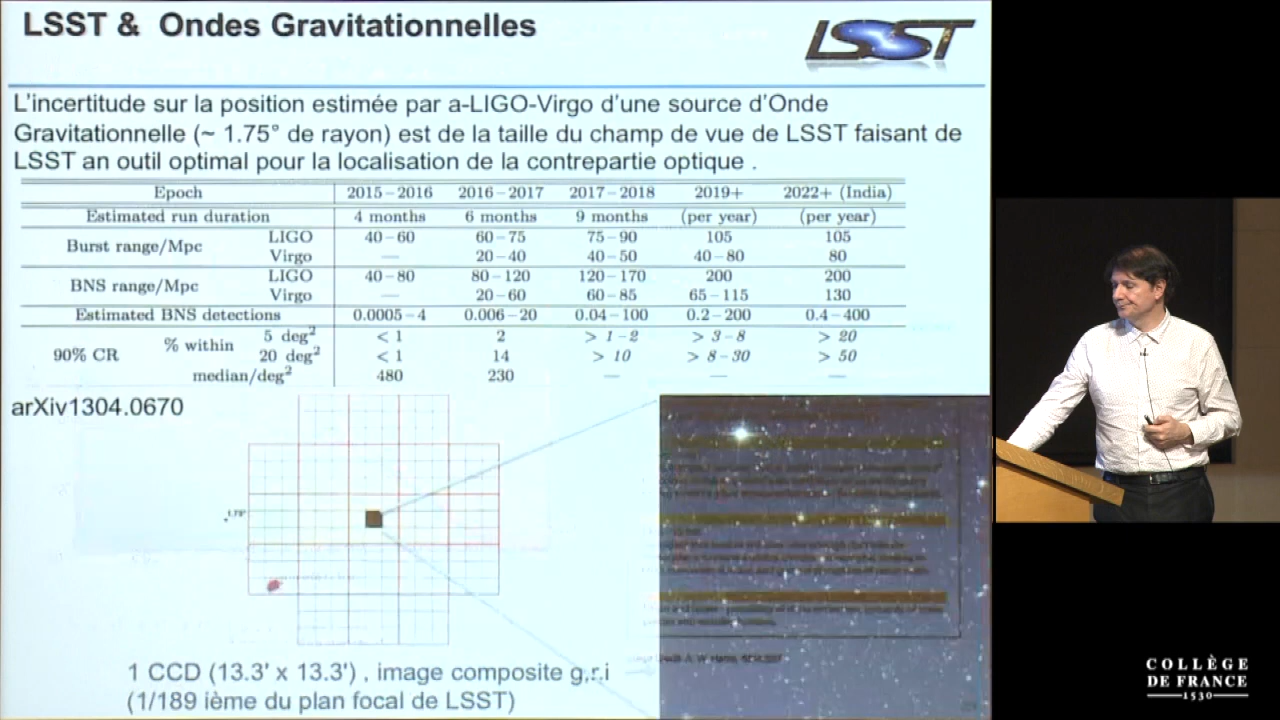 LSST & Ondes Gravitationnelles
LSST
L'incertitude sur la position estimée par a-LIGO-Virgo d'une source d'Onde
Gravitationnelle (~ 1.75° de rayon) est de la taille du champ de vue de LSST faisant de
LSST an outil optimal pour la localisation de la contrepartie optique .
Epoch 2015 – 2016 2016 – 2017 2017 – 2018 2019+ 2022+ (India)
Estimated run duration 4 months 6 months 9 months (per year) (per year)
Burst range/Mpc LIGO 40 – 60 60 – 75 75 – 90 105 105
Virgo — 20 – 40 40 – 50 40 – 80 80
BNS range/Mpc LIGO 40 – 80 80 – 120 120 – 170 200 200
Virgo — 20 – 60 60 – 85 65 – 115 130
Estimated BNS detections 0.0005 – 4 0.006 – 20 0.04 – 100 0.2 – 200 0.4 – 400
90% CR % within 5 deg² < 1 2 > 1 – 2 > 3 – 8 > 20
20 deg² < 1 14 > 10 > 8 – 30 > 50
median/deg² 480 230 — — —
arXiv1304.0670
1 CCD (13.3' x 13.3') , image composite g,r.i
(1/189 ième du plan focal de LSST)
COLLÈGE
DE FRANCE
1530